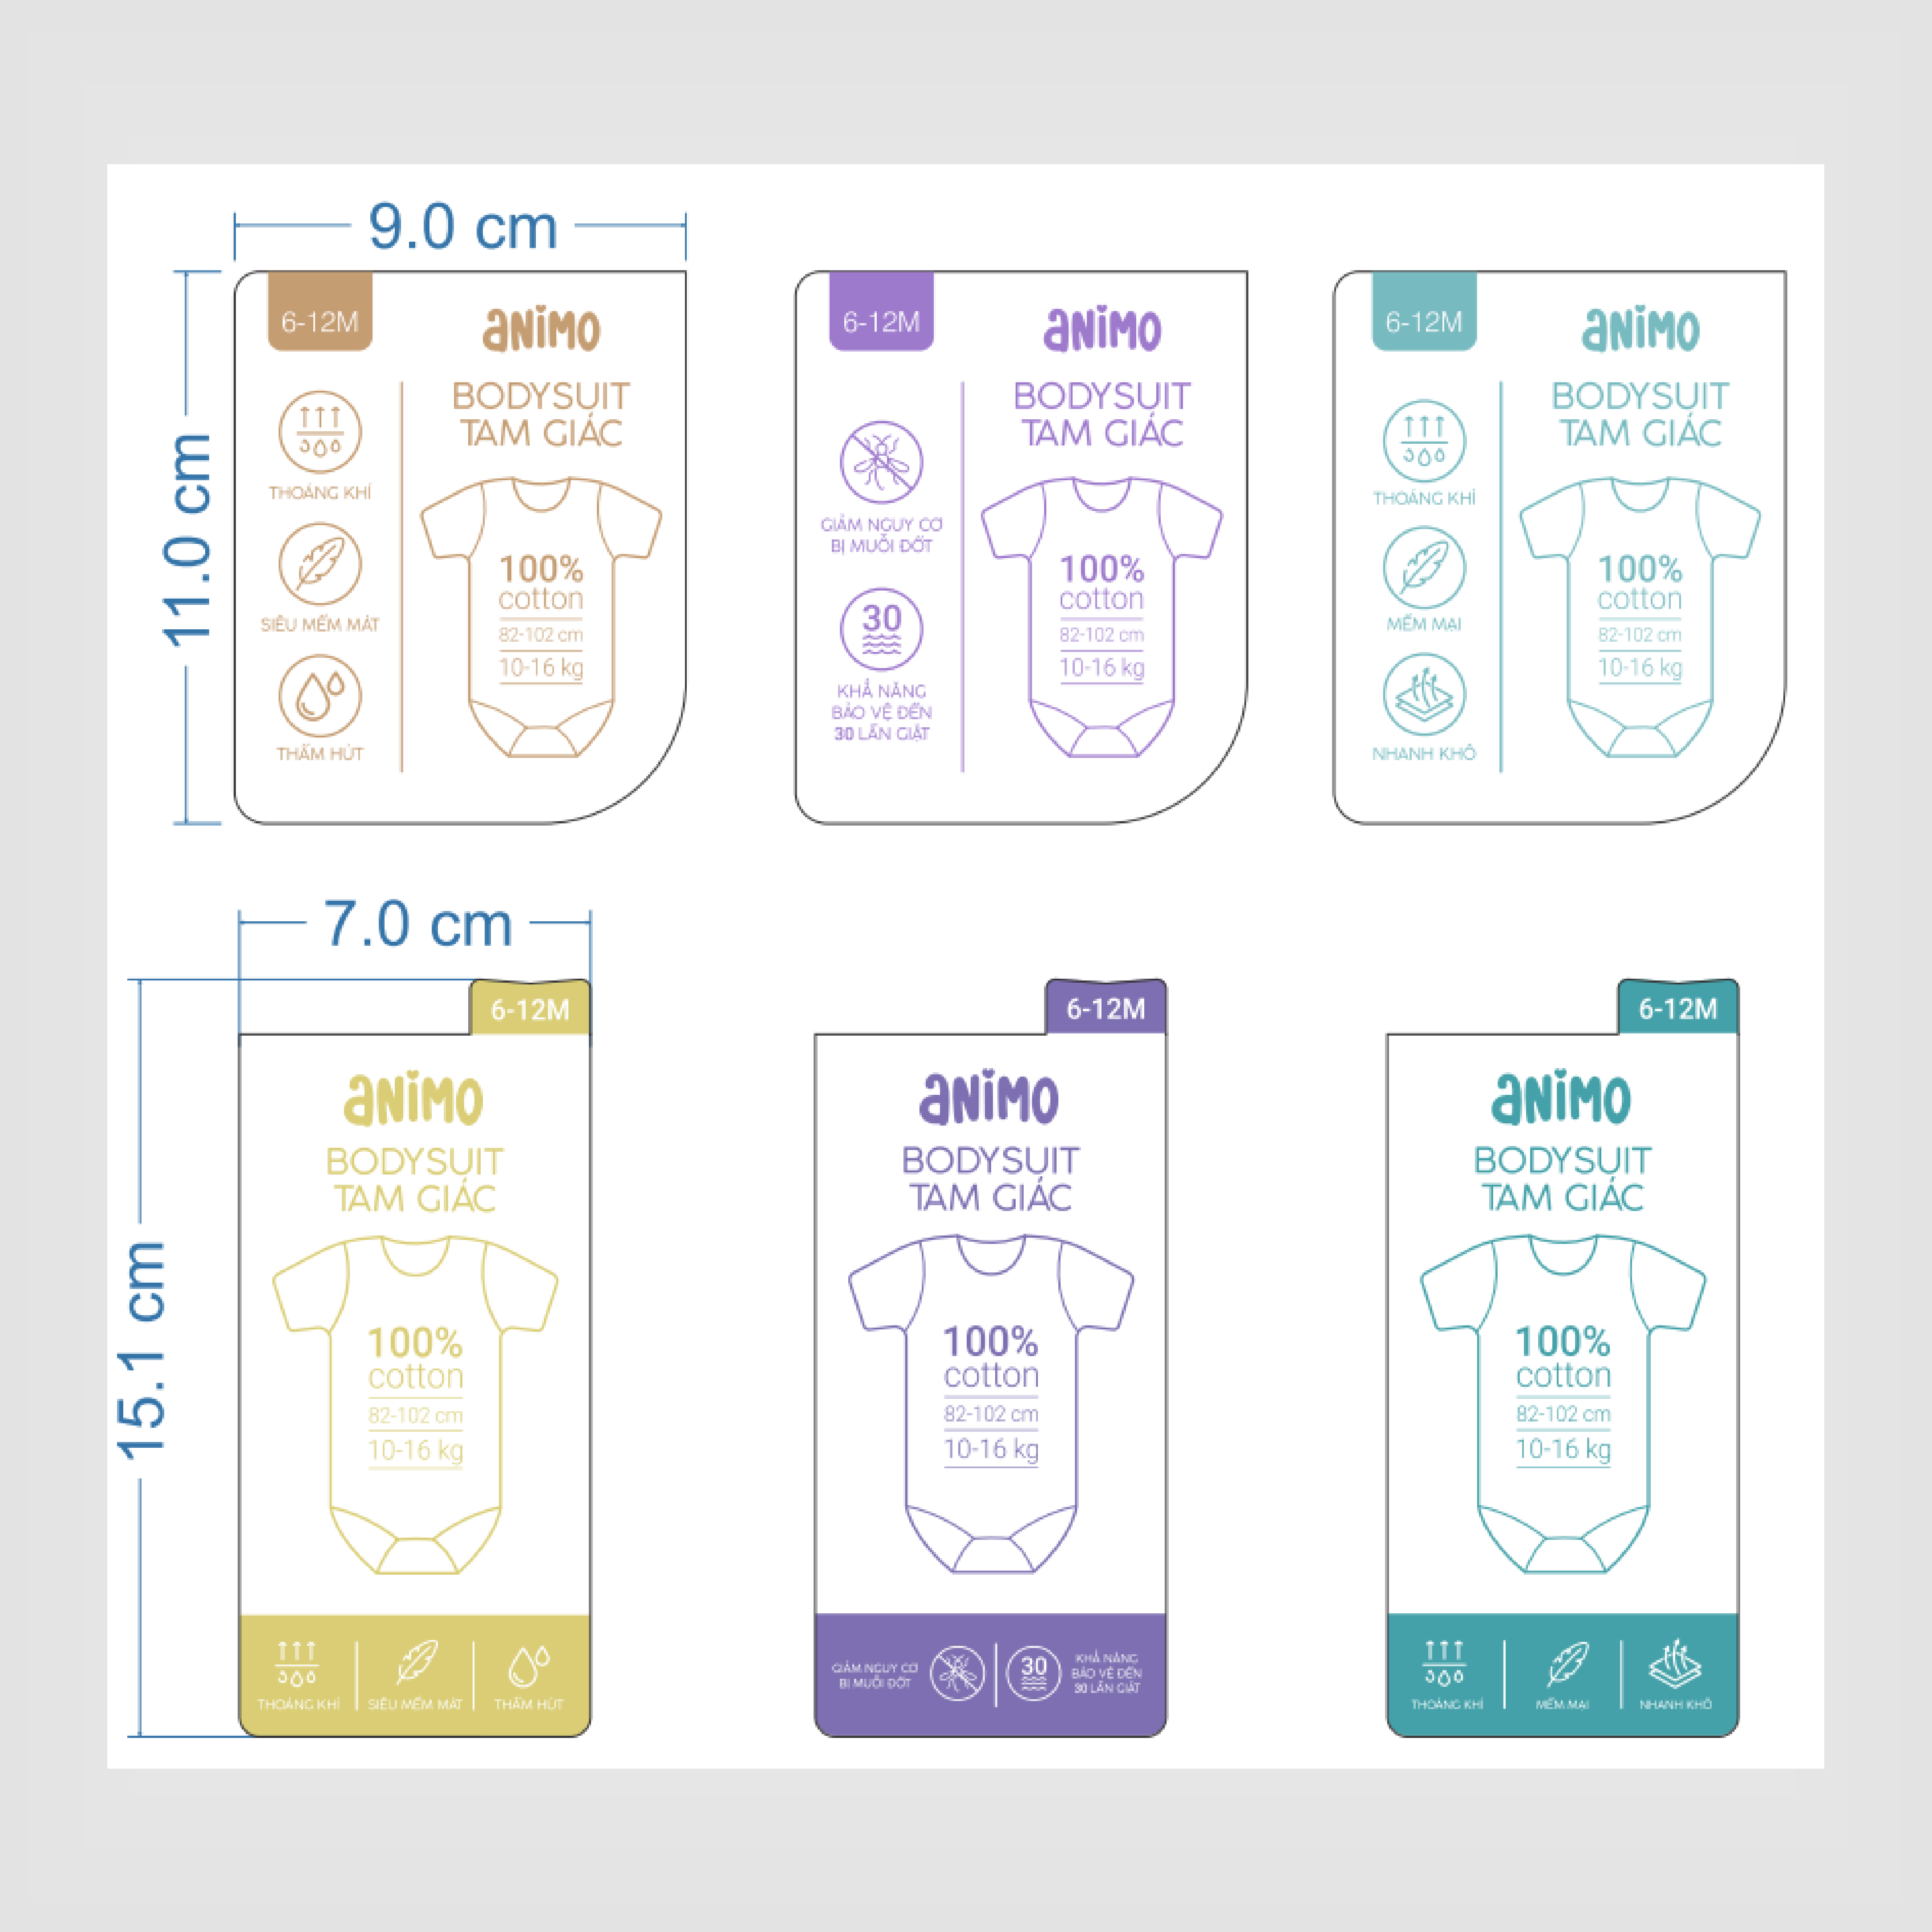 9.0 cm
11.0 cm
6-12M
aNiMO
BODYSUIT
TAM GIÁC
THOÁNG KHÍ
SIÊU MỀM MÁT
THẤM HÚT
100%
cotton
82-102 cm
10-16 kg
6-12M
aNiMO
BODYSUIT
TAM GIÁC
GIẢM NGUY CƠ
BỊ MUỖI ĐỐT
30
KHẢ NĂNG
BẢO VỆ ĐẾN
30 LẦN GIẶT
100%
cotton
82-102 cm
10-16 kg
6-12M
aNiMO
BODYSUIT
TAM GIÁC
THOÁNG KHÍ
MỀM MẠI
NHANH KHÔ
100%
cotton
82-102 cm
10-16 kg
7.0 cm
15.1 cm
6-12M
aNiMO
BODYSUIT
TAM GIÁC
100%
cotton
82-102 cm
10-16 kg
THOÁNG KHÍ
SIÊU MỀM MÁT
THẤM HÚT
6-12M
aNiMO
BODYSUIT
TAM GIÁC
100%
cotton
82-102 cm
10-16 kg
GIẢM NGUY CƠ
BỊ MUỖI ĐỐT
30
KHẢ NĂNG
BẢO VỆ ĐẾN
30 LẦN GIẶT
6-12M
aNiMO
BODYSUIT
TAM GIÁC
100%
cotton
82-102 cm
10-16 kg
THOÁNG KHÍ
MỀM MẠI
NHANH KHÔ